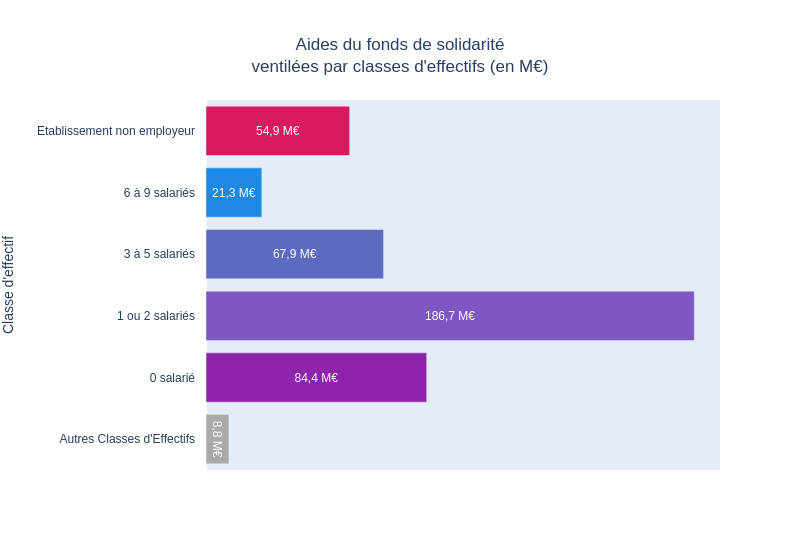 Aides du fonds de solidarité
ventilées par classes d'effectifs (en M€)
Classe d'effectif
Etablissement non employeur
54,9 M€
6 à 9 salariés
21,3 M€
3 à 5 salariés
67,9 M€
1 ou 2 salariés
186,7 M€
0 salarié
84,4 M€
Autres Classes d'Effectifs
8,8 M€